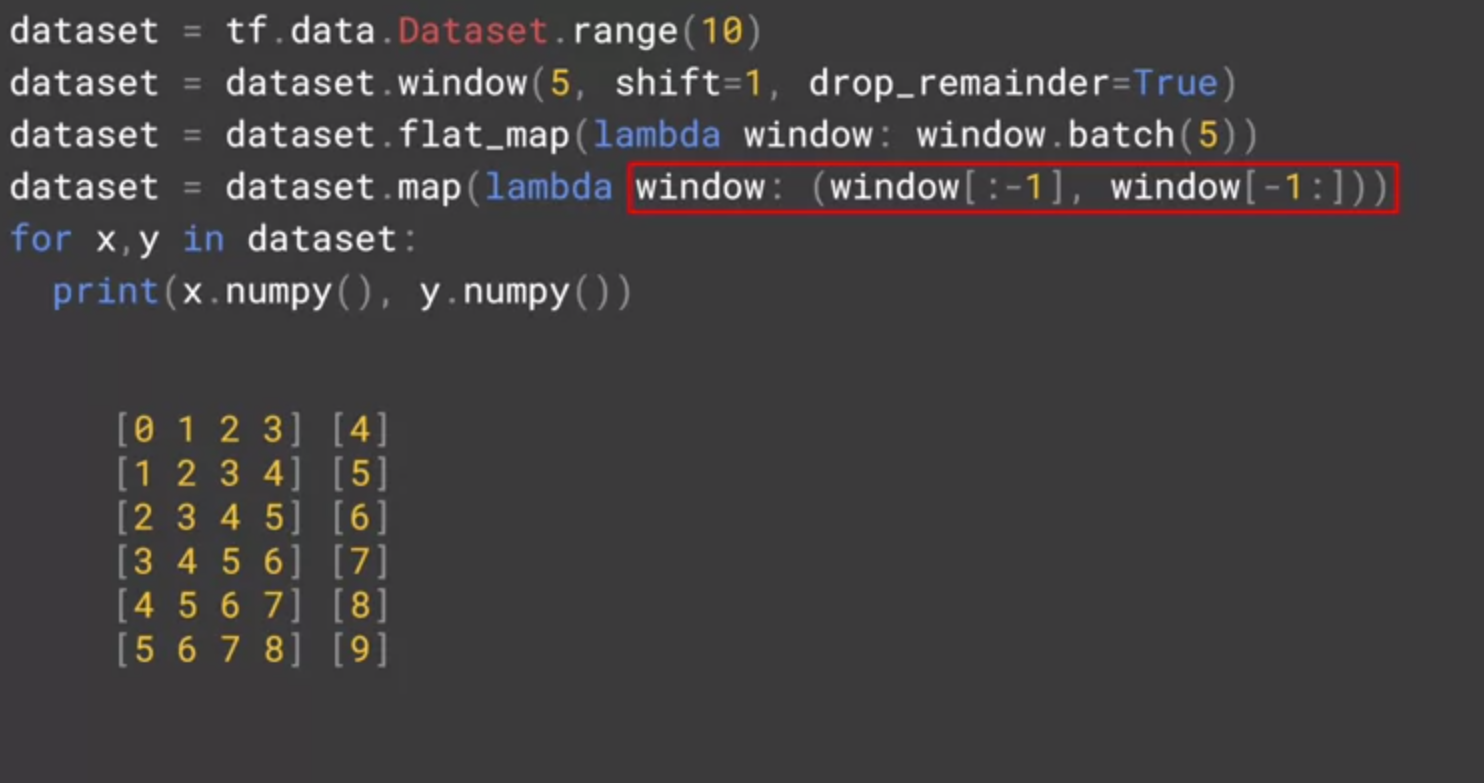 dataset = tf.data.Dataset.range(10)
dataset = dataset.window(5, shift=1, drop_remainder=True)
dataset = dataset.flat_map(lambda window: window.batch(5))
dataset = dataset.map(lambda window: (window[:-1], window[-1:]))
for x,y in dataset:
  print(x.numpy(), y.numpy())
[0 1 2 3] [4]
[1 2 3 4] [5]
[2 3 4 5] [6]
[3 4 5 6] [7]
[4 5 6 7] [8]
[5 6 7 8] [9]